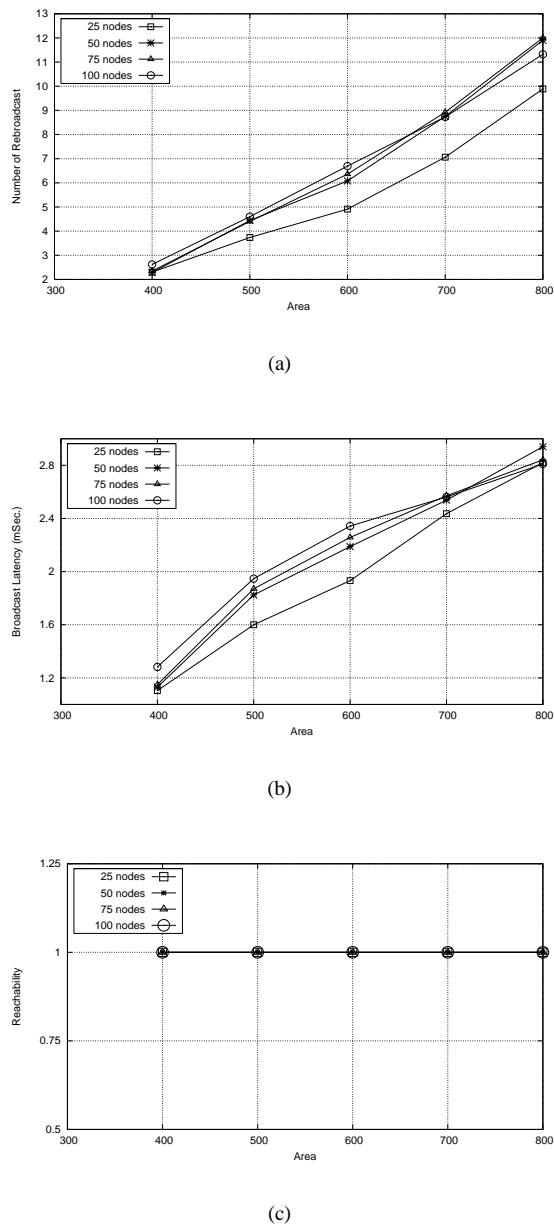 13
12
11
10
9
8
7
6
5
4
3
2
Number of Rebroadcast
25 nodes
50 nodes
75 nodes
100 nodes
300 400 500 600 700 800
Area
(a)
2.8
2.4
2
1.6
1.2
Broadcast Latency (mSec.)
25 nodes
50 nodes
75 nodes
100 nodes
300 400 500 600 700 800
Area
(b)
1.25
1
0.75
0.5
Reachability
25 nodes
50 nodes
75 nodes
100 nodes
300 400 500 600 700 800
Area
(c)